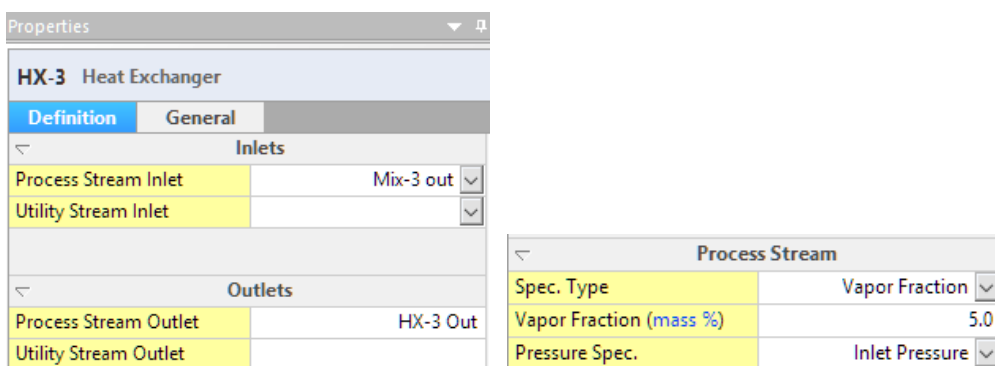 Properties
HX-3 Heat Exchanger
Definition General
Inlets
Process Stream Inlet Mix-3 out
Utility Stream Inlet
Outlets
Process Stream Outlet HX-3 Out
Utility Stream Outlet
Process Stream
Spec. Type Vapor Fraction
Vapor Fraction (mass %) 5.0
Pressure Spec. Inlet Pressure